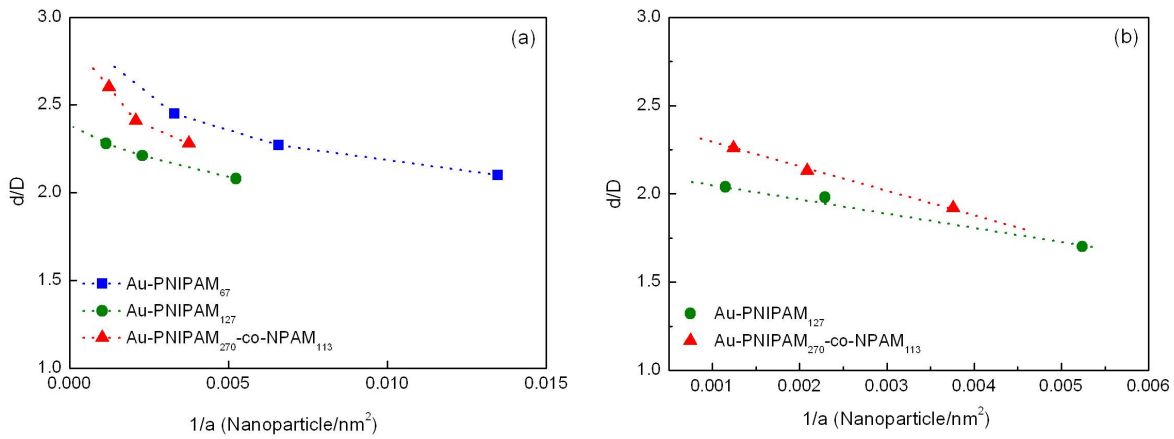 (a)
3.0
2.5
2.0
1.5
1.0
d/D
Au-PNIPAM67
Au-PNIPAM127
Au-PNIPAM270-co-NPAM113
0.000 0.005 0.010 0.015
1/a (Nanoparticle/nm2)
(b)
3.0
2.5
2.0
1.5
1.0
d/D
Au-PNIPAM127
Au-PNIPAM270-co-NPAM113
0.001 0.002 0.003 0.004 0.005 0.006
1/a (Nanoparticle/nm2)